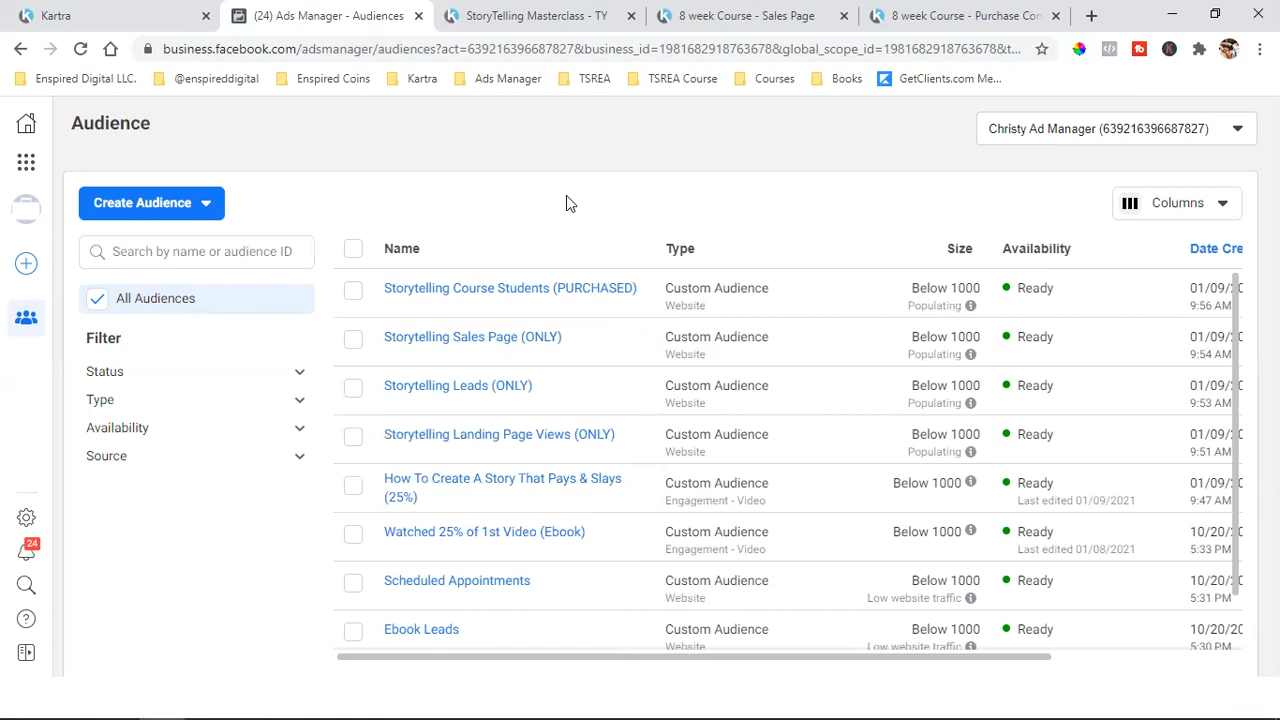 Kartra
(24) Ads Manager - Audiences
StoryTelling Masterclass - TY
8 week Course - Sales Page
8 week Course - Purchase Con
business.facebook.com/adsmanager/audiences?act=639216396687827&business_id=1981682918763678&global_scope_id=1981682918763678&t...
Enspired Digital LLC.
@enspireddigital
Enspired Coins
Kartra
Ads Manager
TSREA
TSREA Course
Courses
Books
GetClients.com Me...
Audience
Christy Ad Manager (639216396687827)
Create Audience
Columns
Search by name or audience ID
Name Type Size Availability Date Cre
All Audiences
Filter
Status
Type
Availability
Source
Storytelling Course Students (PURCHASED) Custom Audience Below 1000 Ready 01/09/20
Website Populating 9:56 AM
Storytelling Sales Page (ONLY) Custom Audience Below 1000 Ready 01/09/20
Website Populating 9:54 AM
Storytelling Leads (ONLY) Custom Audience Below 1000 Ready 01/09/20
Website Populating 9:53 AM
Storytelling Landing Page Views (ONLY) Custom Audience Below 1000 Ready 01/09/20
Website Populating 9:51 AM
How To Create A Story That Pays & Slays Custom Audience Below 1000 Ready 01/09/20
(25%) Engagement - Video Last edited 01/09/2021 9:47 AM
Watched 25% of 1st Video (Ebook) Custom Audience Below 1000 Ready 10/20/20
Engagement - Video Last edited 01/08/2021 5:33 PM
Scheduled Appointments Custom Audience Below 1000 Ready 10/20/20
Website Low website traffic 5:31 PM
Ebook Leads Custom Audience Below 1000 Ready 10/20/20
Website Low website traffic 5:30 PM
24